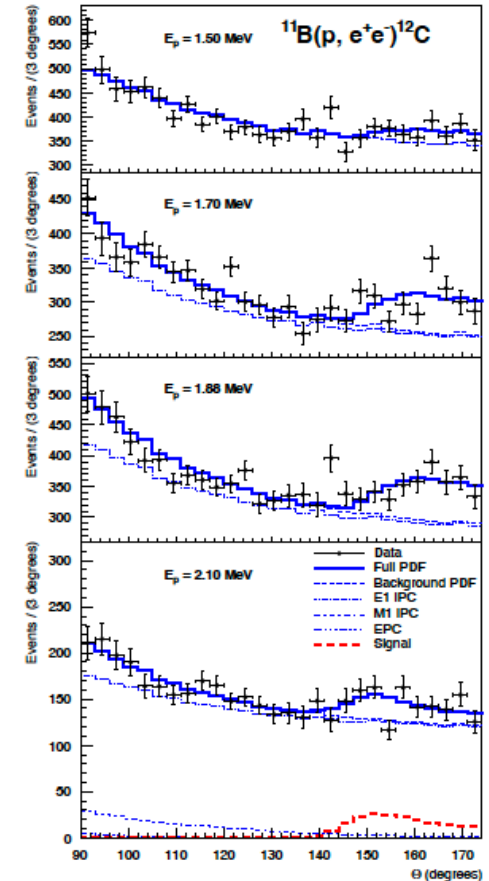 ¹¹B(p, e⁺e⁻)¹²C
Eₚ = 1.50 MeV
Events / (3 degrees)
600
550
500
450
400
350
300
Eₚ = 1.70 MeV
Events / (3 degrees)
450
400
350
300
250
Eₚ = 1.88 MeV
Events / (3 degrees)
550
500
450
400
350
300
Eₚ = 2.10 MeV
Events / (3 degrees)
300
250
200
150
100
50
0
Data
Full PDF
Background PDF
E1 IPC
M1 IPC
EPC
Signal
90 100 110 120 130 140 150 160 170
Θ (degrees)